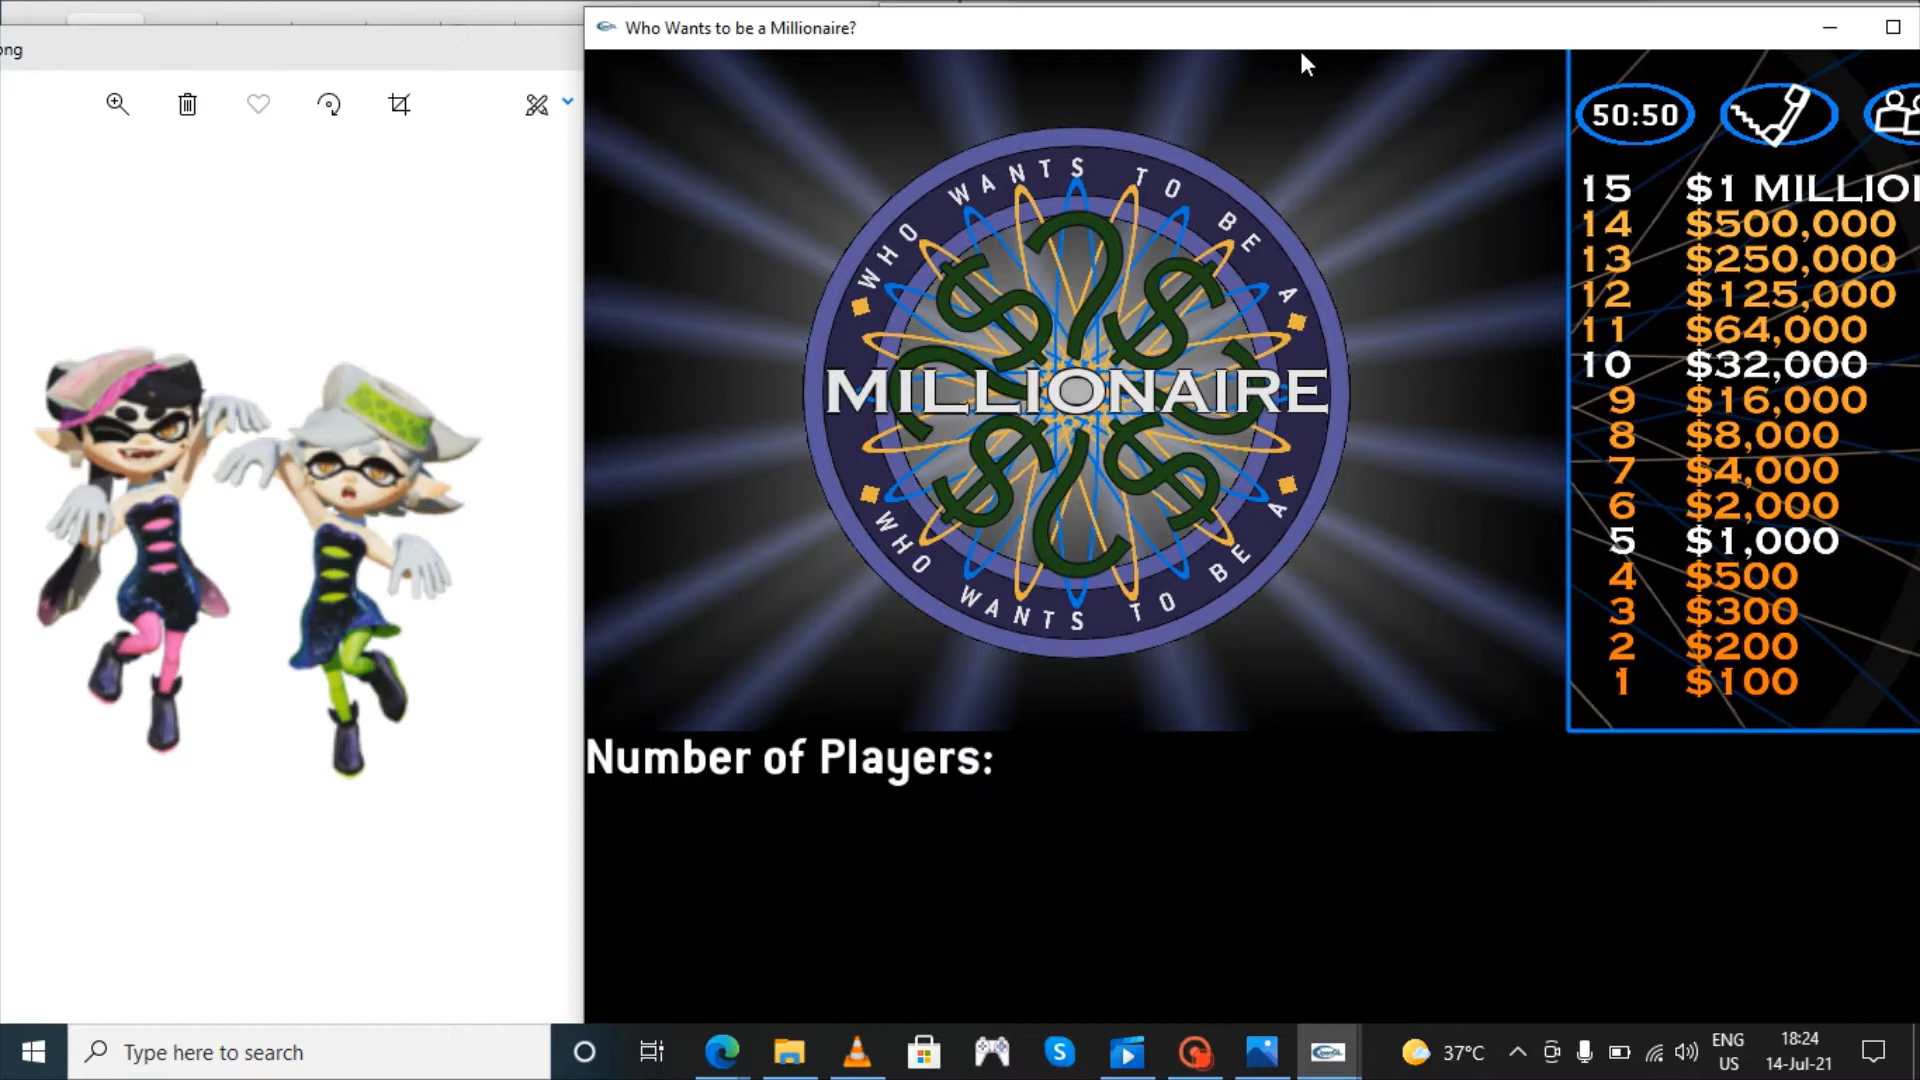 ong
Who Wants to be a Millionaire?
WHO WANTS TO BE A
MILLIONAIRE
WHO WANTS TO BE A
50:50
15 $1 MILLIO
14 $500,000
13 $250,000
12 $125,000
11 $64,000
10 $32,000
9 $16,000
8 $8,000
7 $4,000
6 $2,000
5 $1,000
4 $500
3 $300
2 $200
1 $100
Number of Players:
Type here to search
37°C
ENG
US
18:24
14-Jul-21